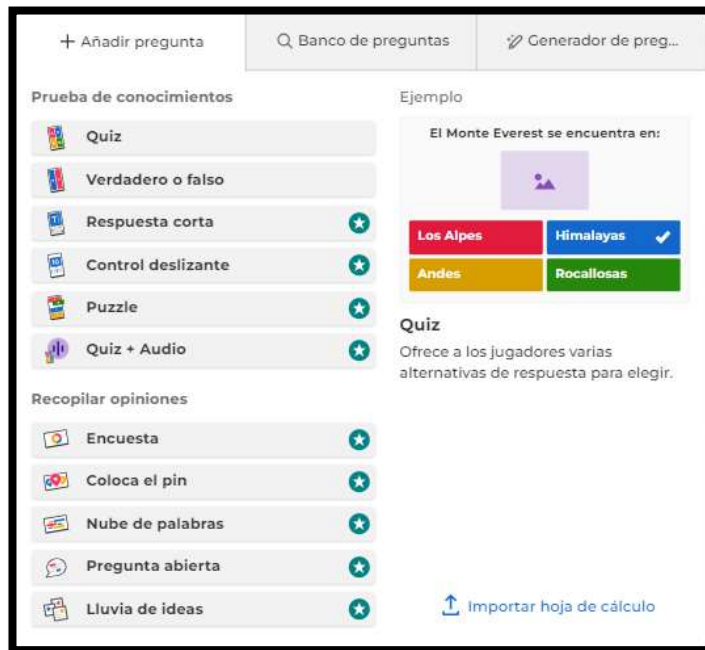 + Añadir pregunta
Banco de preguntas
Generador de preg...
Prueba de conocimientos
Quiz
Verdadero o falso
Respuesta corta
Control deslizante
Puzzle
Quiz + Audio
Recopilar opiniones
Encuesta
Coloca el pin
Nube de palabras
Pregunta abierta
Lluvia de ideas
Ejemplo
El Monte Everest se encuentra en:
Los Alpes
Himalayas
Andes
Rocallosas
Quiz
Ofrece a los jugadores varias
alternativas de respuesta para elegir.
Importar hoja de cálculo